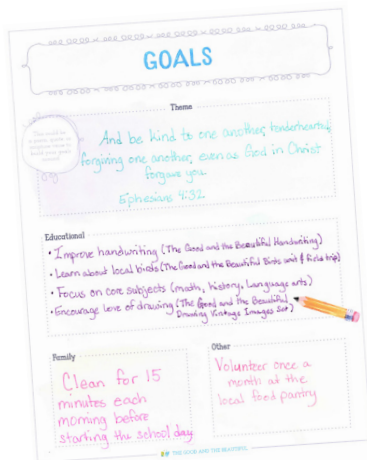 GOALS
Theme
This could be
a quote, poem, or
scripture verse to
build your goals
around!
And be kind to one another, tenderhearted,
forgiving one another, even as God in Christ
forgave you.
Ephesians 4:32
Educational
• Improve handwriting (The Good and the Beautiful Handwriting)
• Learn about local birds (The Good and the Beautiful Birds unit & field trip)
• Focus on core subjects (math, history, language arts)
• Encourage love of drawing (The Good and the Beautiful
Drawing Vintage Images Set)
Family
Clean for 15
minutes each
morning before
starting the school day
Other
Volunteer once a
month at the
local food pantry
THE GOOD AND THE BEAUTIFUL